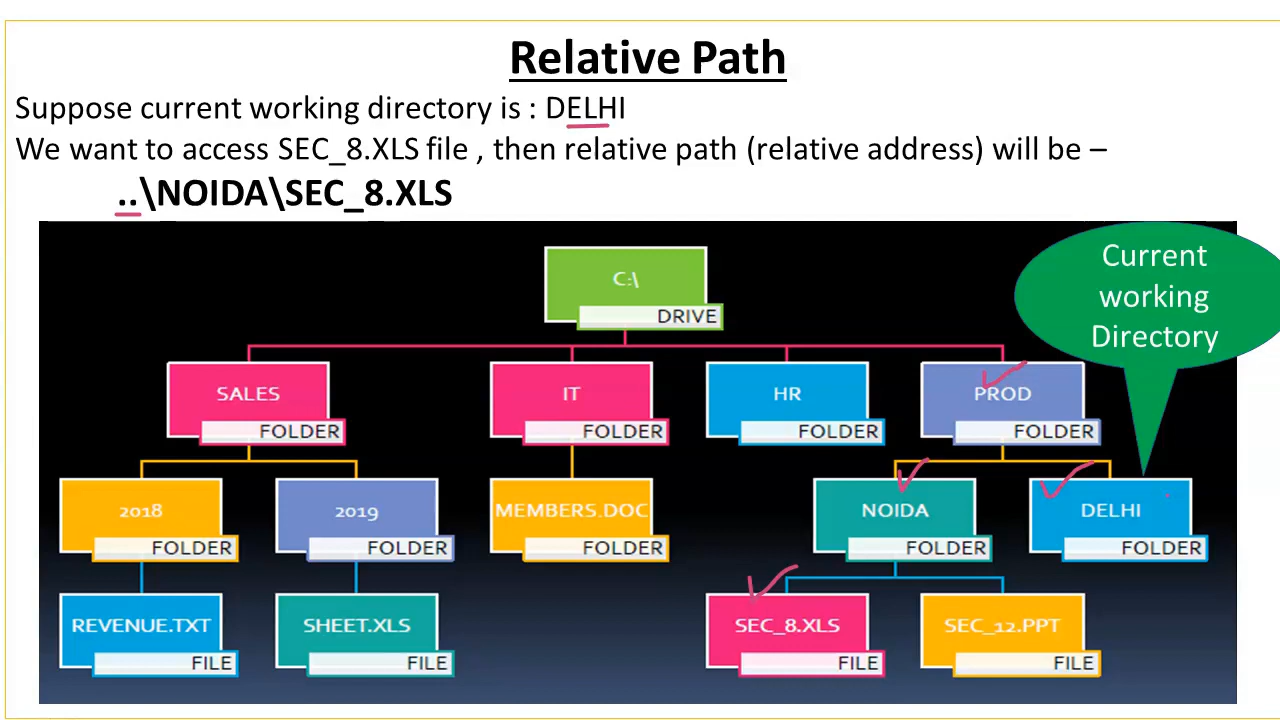 Relative Path
Suppose current working directory is : DELHI
We want to access SEC_8.XLS file , then relative path (relative address) will be –
..\NOIDA\SEC_8.XLS
Current
working
Directory
C:\
DRIVE
SALES
FOLDER
IT
FOLDER
HR
FOLDER
PROD
FOLDER
2018
FOLDER
2019
FOLDER
MEMBERS.DOC
FOLDER
NOIDA
FOLDER
DELHI
FOLDER
REVENUE.TXT
FILE
SHEET.XLS
FILE
SEC_8.XLS
FILE
SEC_12.PPT
FILE